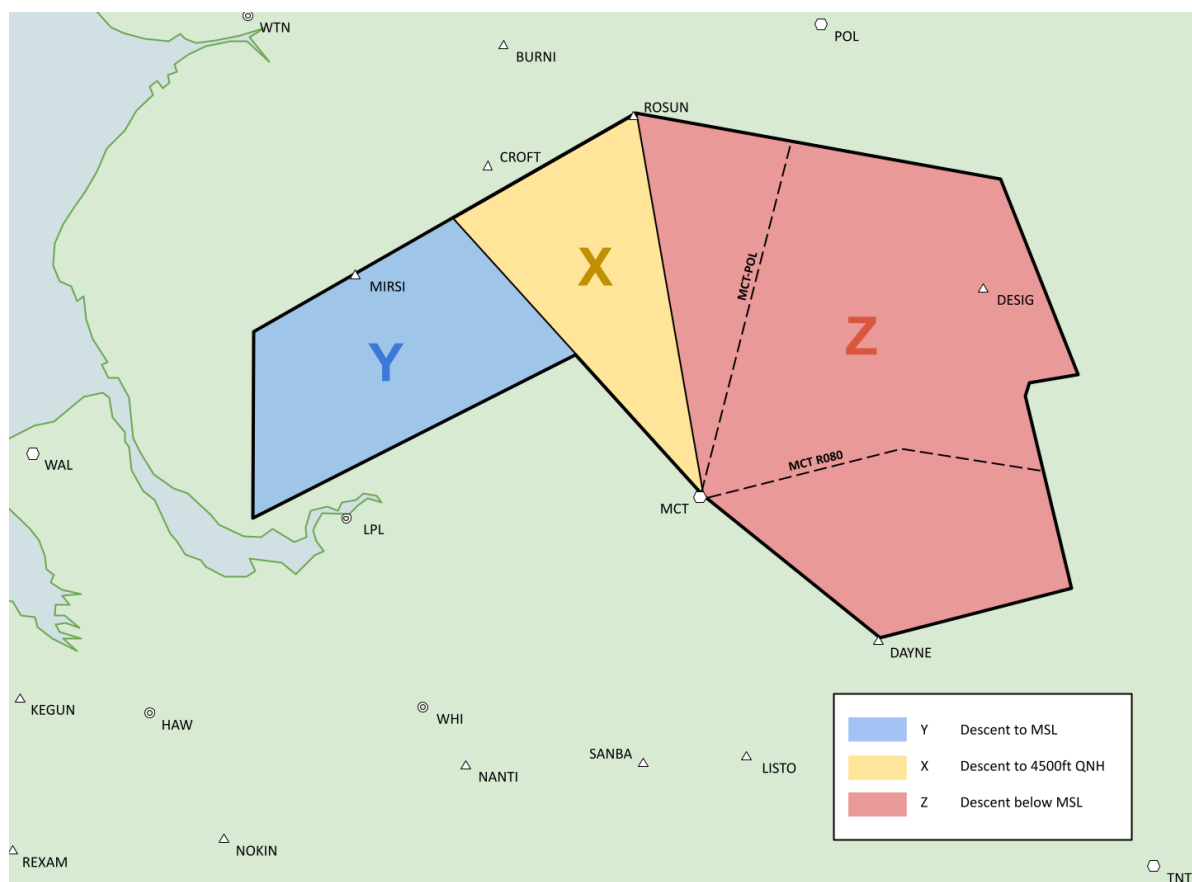 WTN
BURNI
POL
ROSUN
CROFT
X
MCT-POL
MIRSI
DESIG
Y
Z
WAL
MCT R080
MCT
LPL
DAYNE
KEGUN
HAW
WHI
SANBA
LISTO
NANTI
NOKIN
REXAM
TNT
Y Descent to MSL
X Descent to 4500ft QNH
Z Descent below MSL